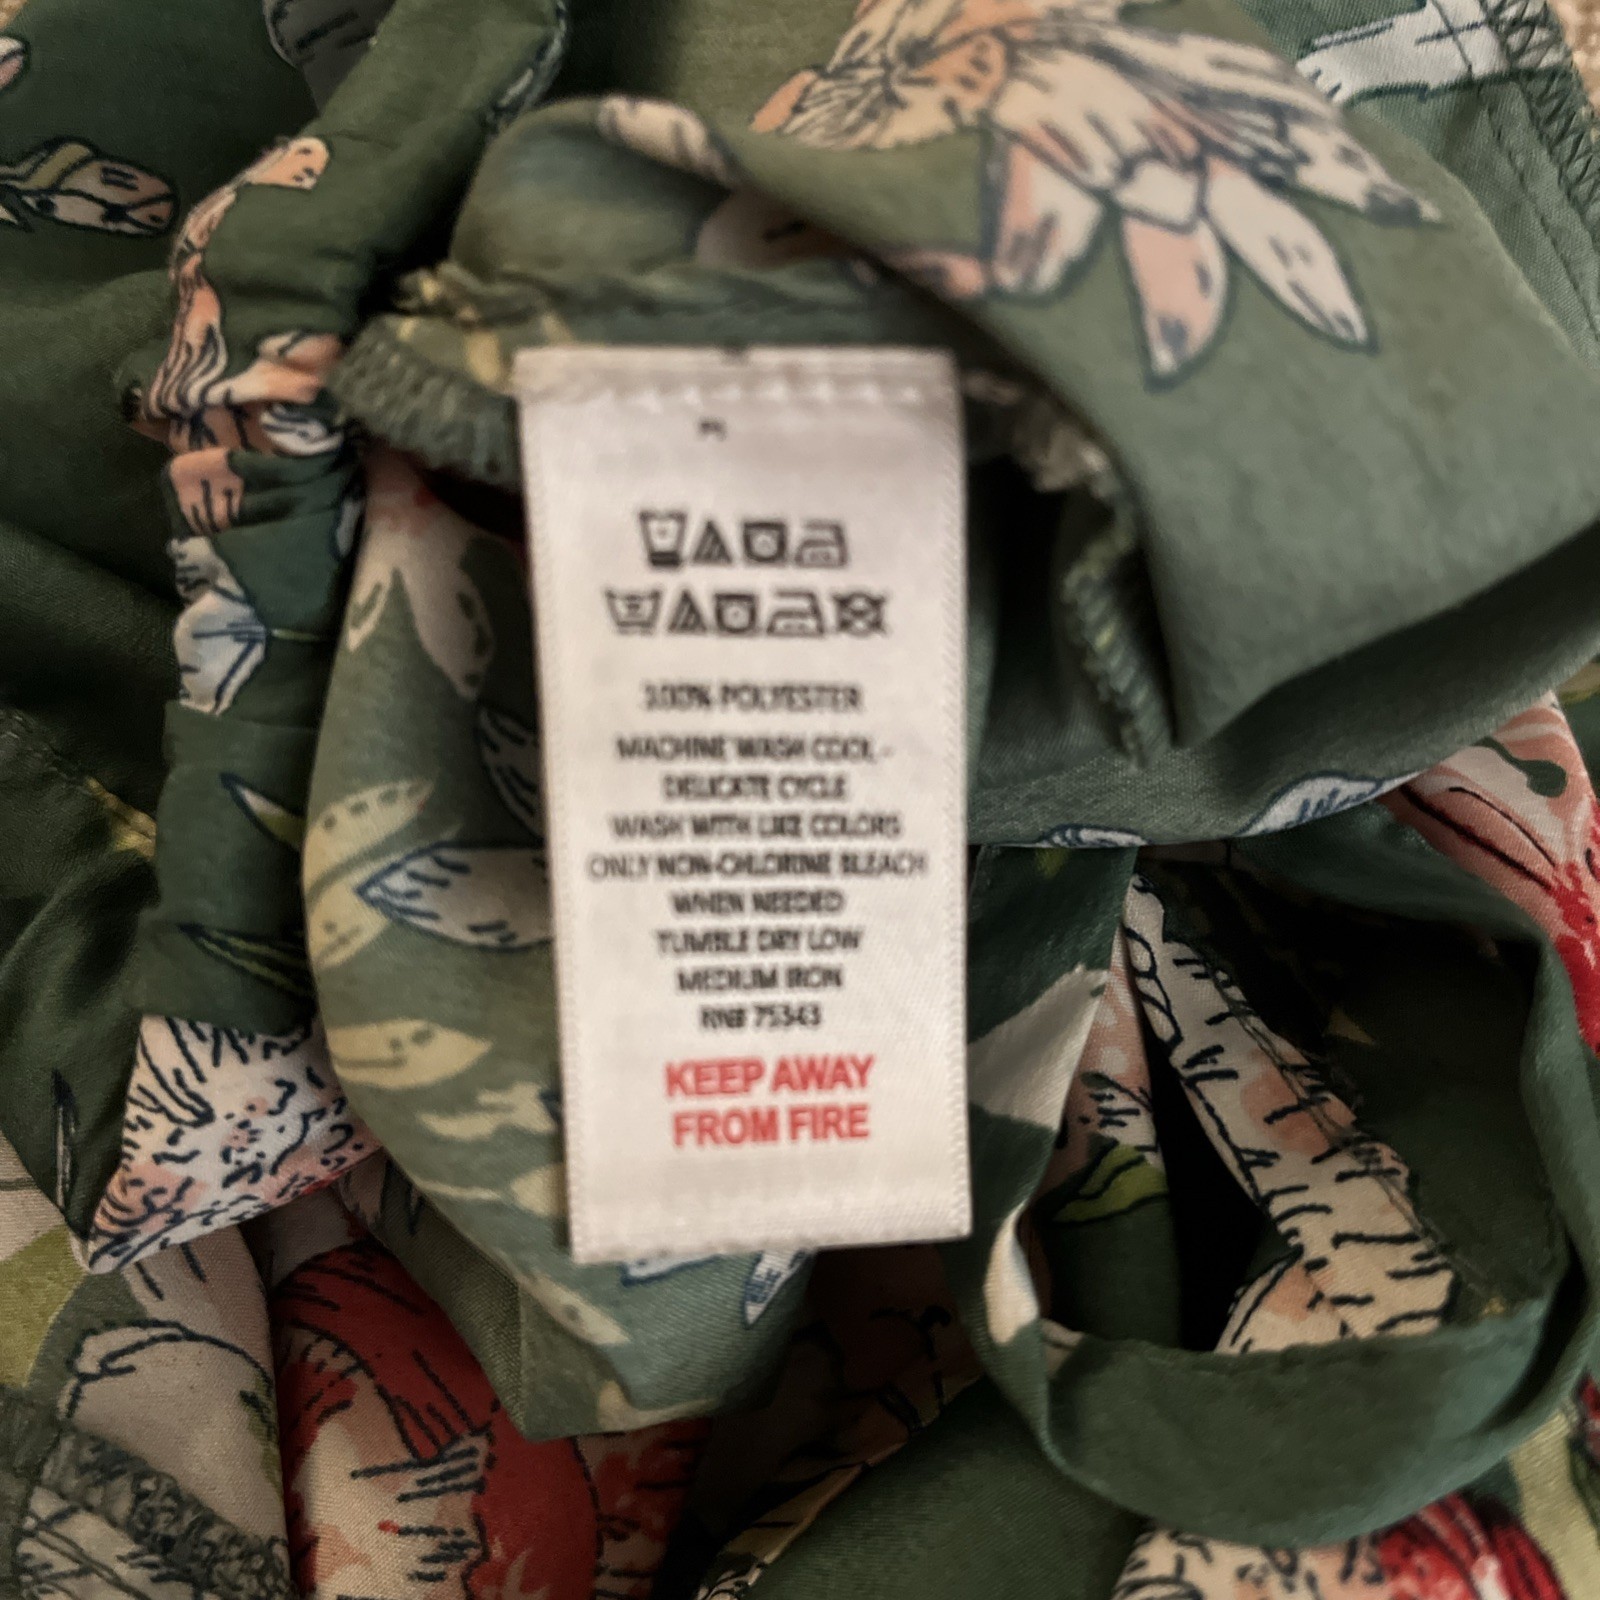 100% POLYESTER
MACHINE WASH COOL -
DELICATE CYCLE
WASH WITH LIKE COLORS
ONLY NON-CHLORINE BLEACH
WHEN NEEDED
TUMBLE DRY LOW
MEDIUM IRON
RN# 75343
KEEP AWAY
FROM FIRE